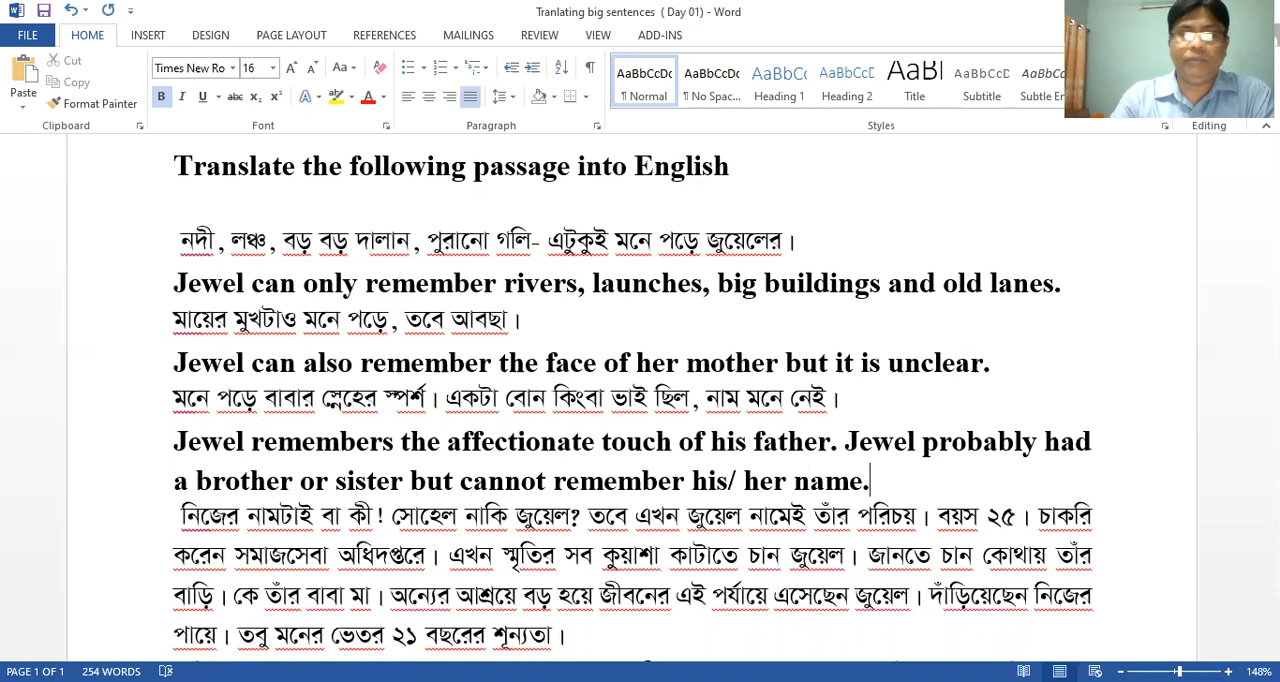 Tranlating big sentences ( Day 01) - Word
FILE HOME INSERT DESIGN PAGE LAYOUT REFERENCES MAILINGS REVIEW VIEW ADD-INS
Cut
Copy
Paste
Format Painter
Times New Ro 16 Aa
B I U abc X₂ X² A ab A
AaBbCcDc AaBbCcDc AaBbCc AaBbCcD AaBl AaBbCcD AaBbCcD
¶ Normal ¶ No Spac... Heading 1 Heading 2 Title Subtitle Subtle En
Clipboard Font Paragraph Styles Editing
Translate the following passage into English
নদী, লঞ্চ, বড় বড় দালান, পুরানো গলি- এটুকুই মনে পড়ে জুয়েলের।
Jewel can only remember rivers, launches, big buildings and old lanes.
মায়ের মুখটাও মনে পড়ে, তবে আবছা।
Jewel can also remember the face of her mother but it is unclear.
মনে পড়ে বাবার স্নেহের স্পর্শ। একটা বোন কিংবা ভাই ছিল, নাম মনে নেই।
Jewel remembers the affectionate touch of his father. Jewel probably had
a brother or sister but cannot remember his/ her name.
নিজের নামটাই বা কী! সোহেল নাকি জুয়েল? তবে এখন জুয়েল নামেই তাঁর পরিচয়। বয়স ২৫। চাকরি
করেন সমাজসেবা অধিদপ্তরে। এখন স্মৃতির সব কুয়াশা কাটাতে চান জুয়েল। জানতে চান কোথায় তাঁর
বাড়ি। কে তাঁর বাবা মা। অন্যের আশ্রয়ে বড় হয়ে জীবনের এই পর্যায়ে এসেছেন জুয়েল। দাঁড়িয়েছেন নিজের
পায়ে। তবু মনের ভেতর ২১ বছরের শূন্যতা।
PAGE 1 OF 1 254 WORDS 148%